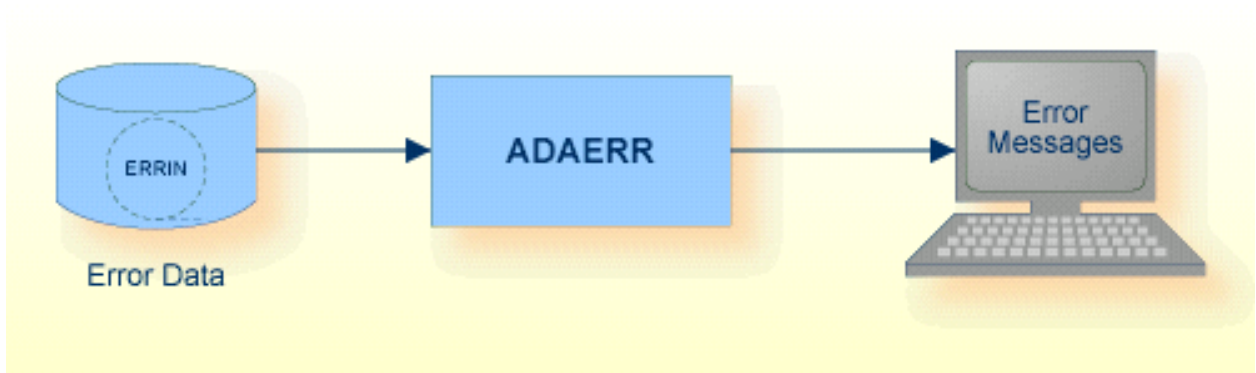 ERRIN
Error Data
ADAERR
Error
Messages